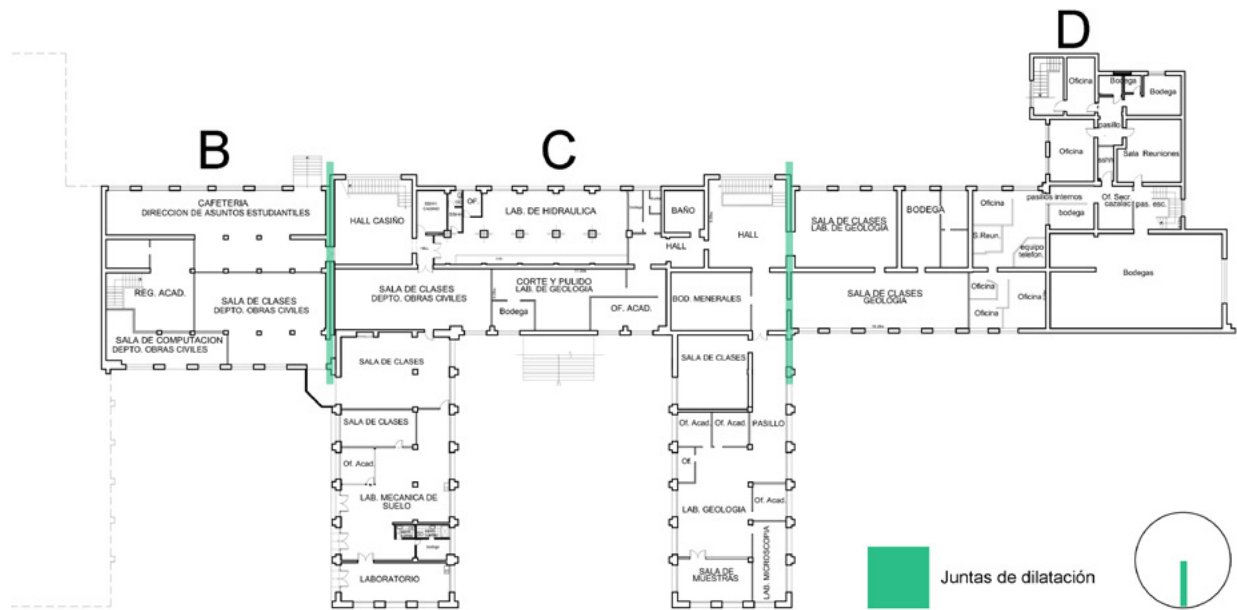 D
B
C
Oficina
Bodega
Bodega
pasillo
Oficina
sshh
Sala Reuniones
CAFETERIA
DIRECCION DE ASUNTOS ESTUDIANTILES
HALL CASIÑO
OF.
LAB. DE HIDRAULICA
BAÑO
HALL
HALL
SALA DE CLASES
LAB. DE GEOLOGIA
BODEGA
Oficina
pasillos internos
Of. Secr.
cazalac
pas. esc.
bodega
S.Reun.
equipo
telefon.
Bodegas
REG. ACAD.
SALA DE CLASES
DEPTO. OBRAS CIVILES
SALA DE CLASES
DEPTO. OBRAS CIVILES
CORTE Y PULIDO
LAB. DE GEOLOGIA
Bodega
OF. ACAD.
BOD. MENERALES
SALA DE CLASES
GEOLOGIA
Oficina
Oficina
Oficina
SALA DE COMPUTACION
DEPTO. OBRAS CIVILES
SALA DE CLASES
SALA DE CLASES
SALA DE CLASES
Of. Acad.
Of. Acad.
PASILLO
Of. Acad.
Of.
LAB. MECANICA DE
SUELO
LAB. GEOLOGIA
Of. Acad.
LABORATORIO
SALA DE
MUESTRAS
LAB. MICROSCOPIA
Juntas de dilatación